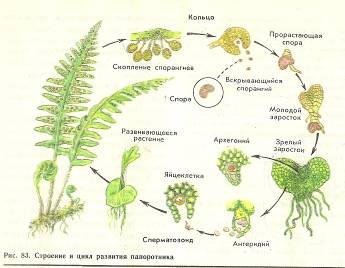 Кольцо
Прорастающая
спора
Скопление спорангиев
Вскрывающийся
спорангий
Спора
Молодой
заросток
Развивающееся
растение
Архегоний
Зрелый
заросток
Яйцеклетка
Сперматозоид
Антеридий
Рис. 83. Строение и цикл развития папоротника